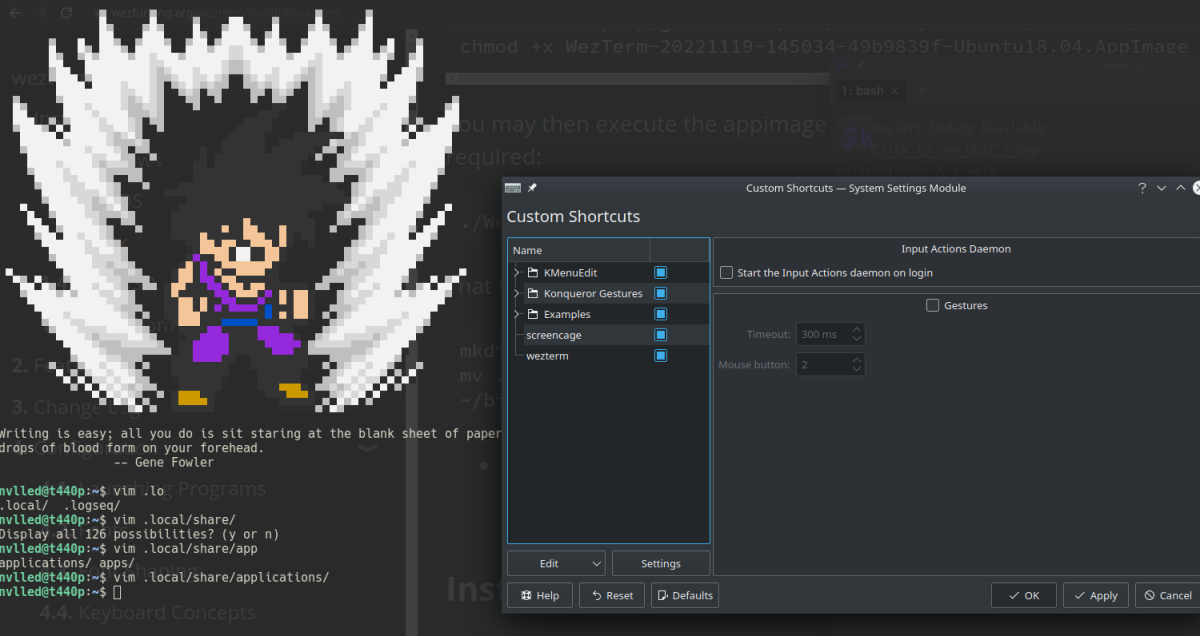 chmod +x WezTerm-20221119-145034-49b9839f-Ubuntu18.04.AppImage
1: bash x
ou may then execute the appimage
WezTerm Update Available
Click to see what's new
required:
Custom Shortcuts — System Settings Module
Custom Shortcuts
Name
KMenuEdit
Konqueror Gestures
Examples
screencage
wezterm
Input Actions Daemon
Start the Input Actions daemon on login
Gestures
Timeout: 300 ms
Mouse button: 2
Edit
Settings
Help
Reset
Defaults
OK
Apply
Cancel
mv .
3. Change
Writing is easy; all you do is sit staring at the blank sheet of paper
drops of blood form on your forehead.
-- Gene Fowler
Launching Programs
nvlled@t440p:~$ vim .lo
.local/ .logseq/
nvlled@t440p:~$ vim .local/share/
Display all 126 possibilities? (y or n)
nvlled@t440p:~$ vim .local/share/app
applications/ apps/
nvlled@t440p:~$ vim .local/share/applications/
nvlled@t440p:~$
4.4. Keyboard Concepts
Inst